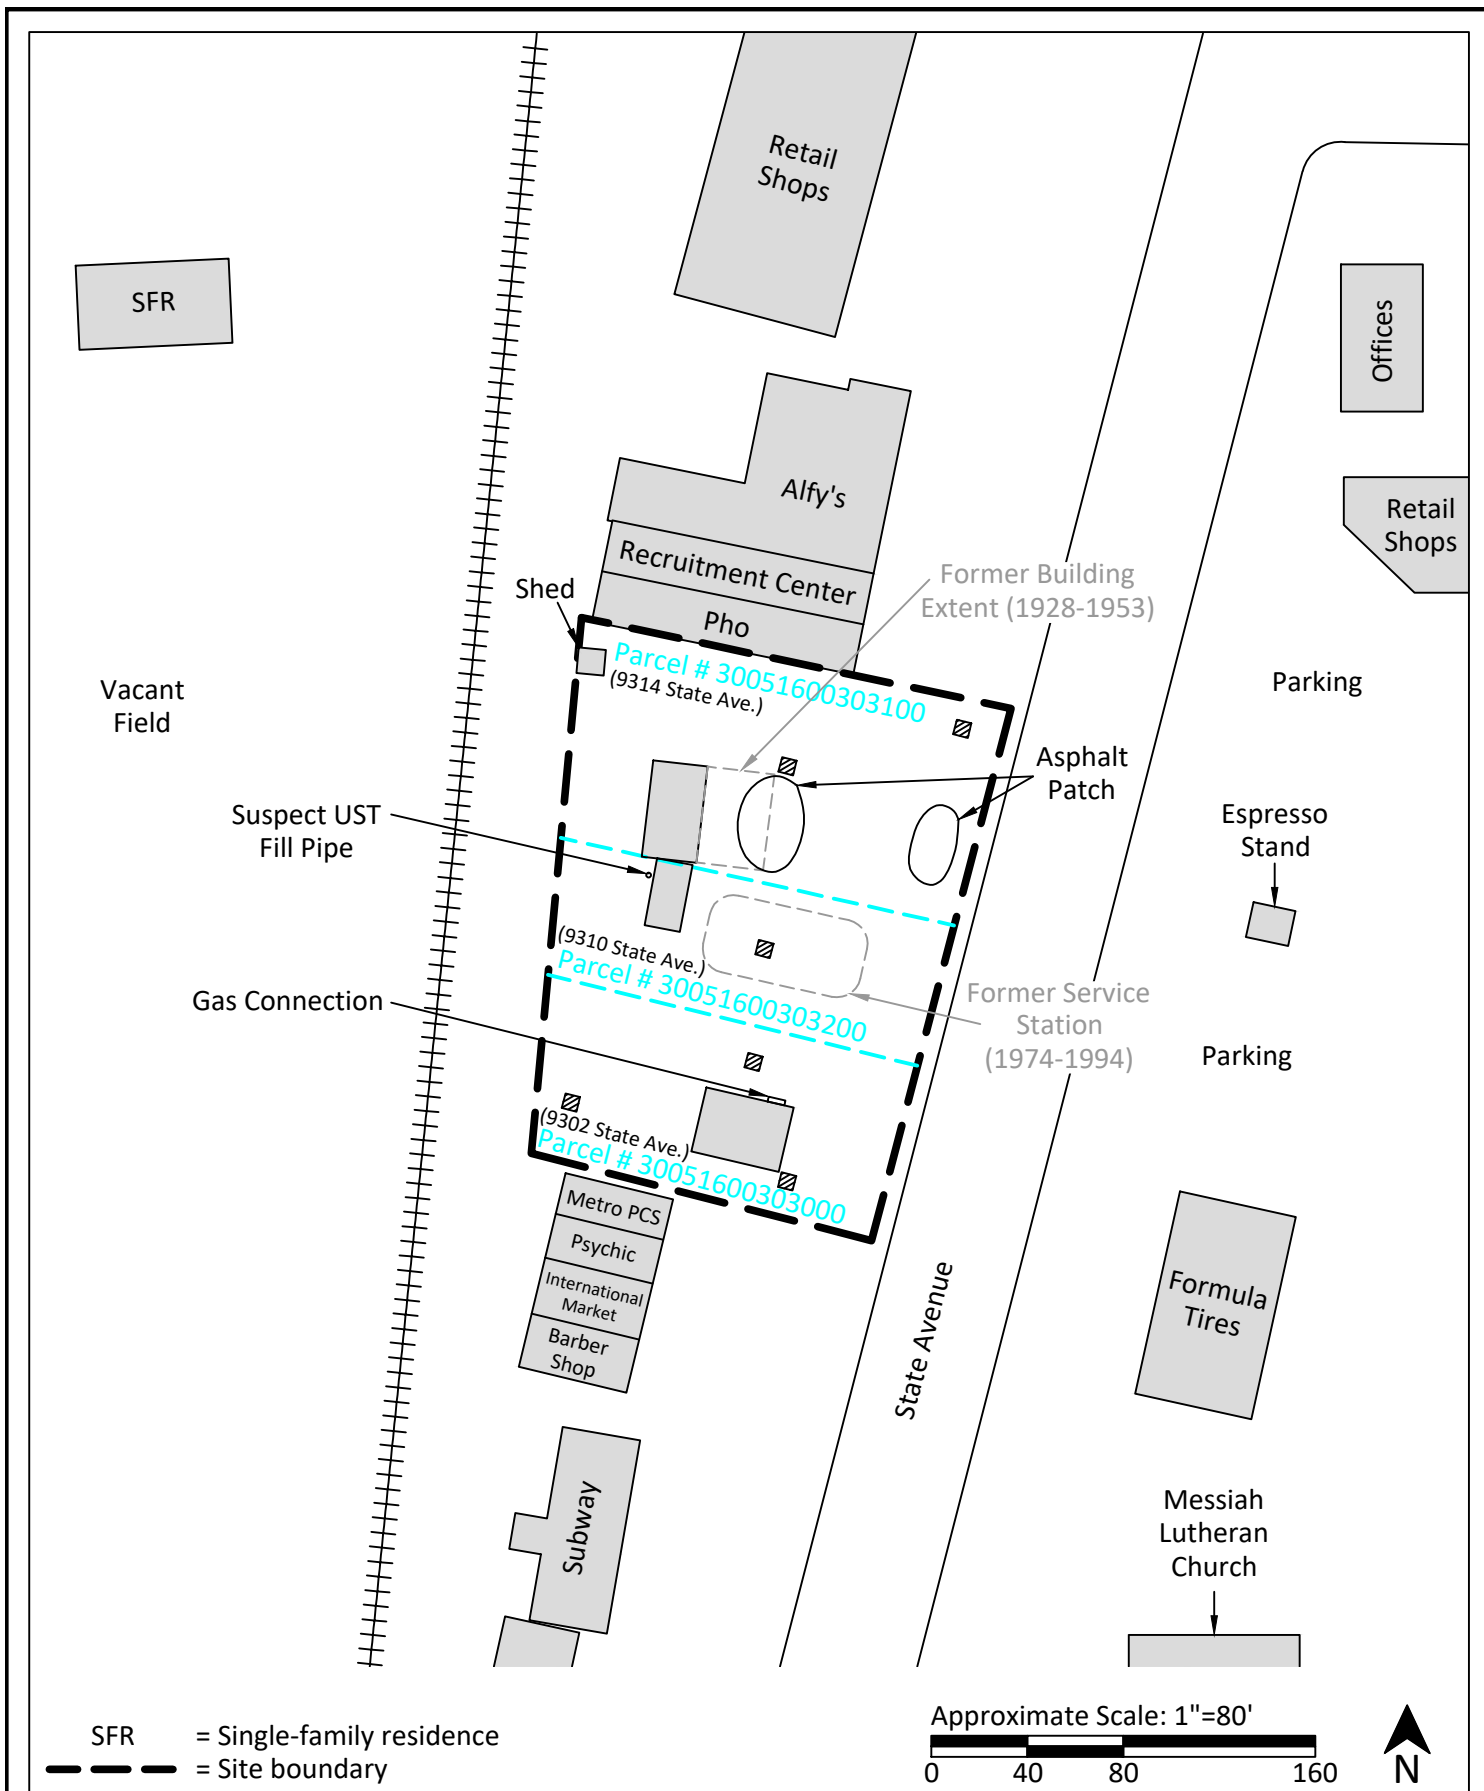 Retail
Shops
SFR
Offices
Alfy's
Retail
Shops
Recruitment Center
Former Building
Extent (1928-1953)
Shed
Pho
Parcel # 30051600303100
(9314 State Ave.)
Vacant
Field
Parking
Asphalt
Patch
Suspect UST
Fill Pipe
Espresso
Stand
(9310 State Ave.)
Parcel # 30051600303200
Gas Connection
Former Service
Station
(1974-1994)
Parking
(9302 State Ave.)
Parcel # 30051600303000
Metro PCS
Psychic
International
Market
Barber
Shop
State Avenue
Formula
Tires
Subway
Messiah
Lutheran
Church
SFR = Single-family residence
= Site boundary
Approximate Scale: 1"=80'
0 40 80 160
N